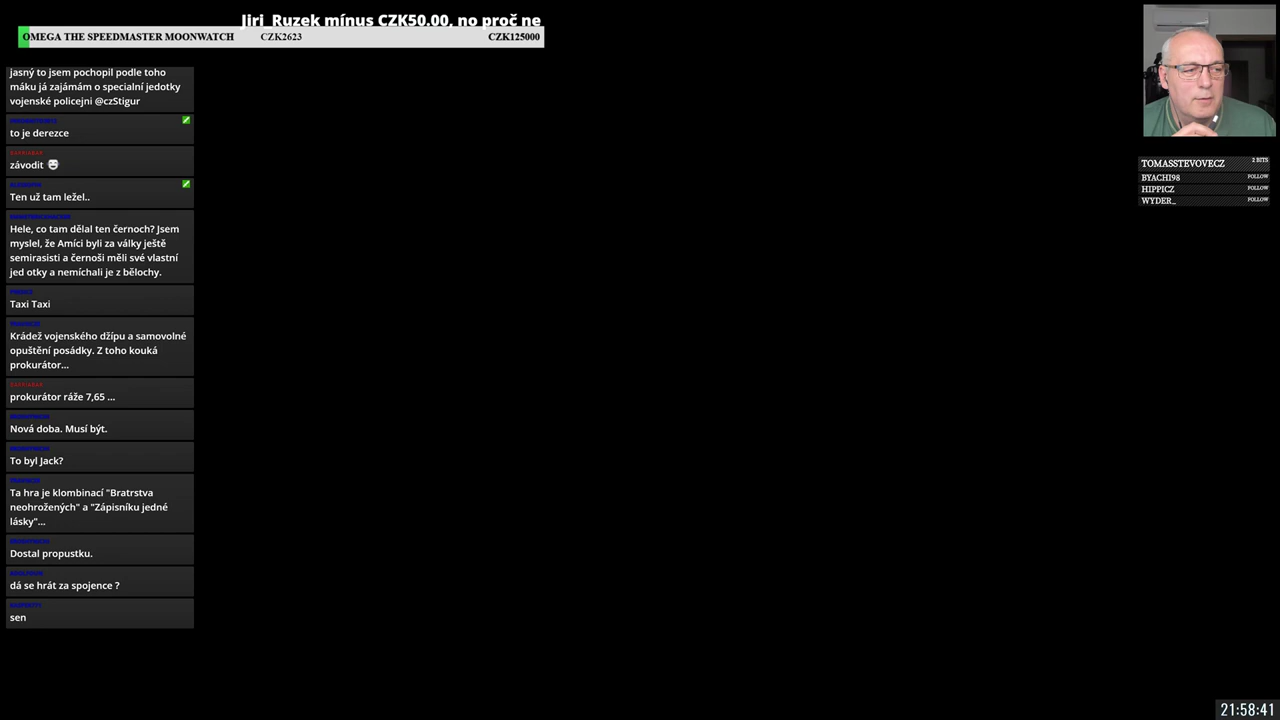 Jiri_Ruzek mínus CZK50.00, no proč ne
OMEGA THE SPEEDMASTER MOONWATCH CZK2623 CZK125000
jasný to jsem pochopil podle toho
máku já zajámám o specialní jedotky
vojenské policejni @czStigur
to je derezce
závodit
Ten už tam ležel..
Hele, co tam dělal ten černoch? Jsem
myslel, že Amíci byli za války ještě
semirasisti a černoši měli své vlastní
jed otky a nemíchali je z bělochy.
Taxi Taxi
Krádež vojenského džípu a samovolné
opuštění posádky. Z toho kouká
prokurátor...
prokurátor ráže 7,65 ...
Nová doba. Musí být.
To byl Jack?
Ta hra je klombinací "Bratrstva
neohrožených" a "Zápisníku jedné
lásky"...
Dostal propustku.
dá se hrát za spojence ?
sen
TOMASSTEVOVECZ 2 BITS
BYACHI98 FOLLOW
HIPPICZ FOLLOW
WYDER_ FOLLOW
21:58:41